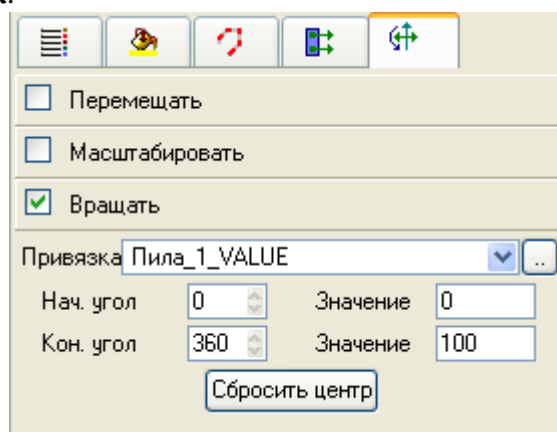 Перемещать
Масштабировать
Вращать
Привязка Пила_1_VALUE ..
Нач. угол 0 Значение 0
Кон. угол 360 Значение 100
Сбросить центр